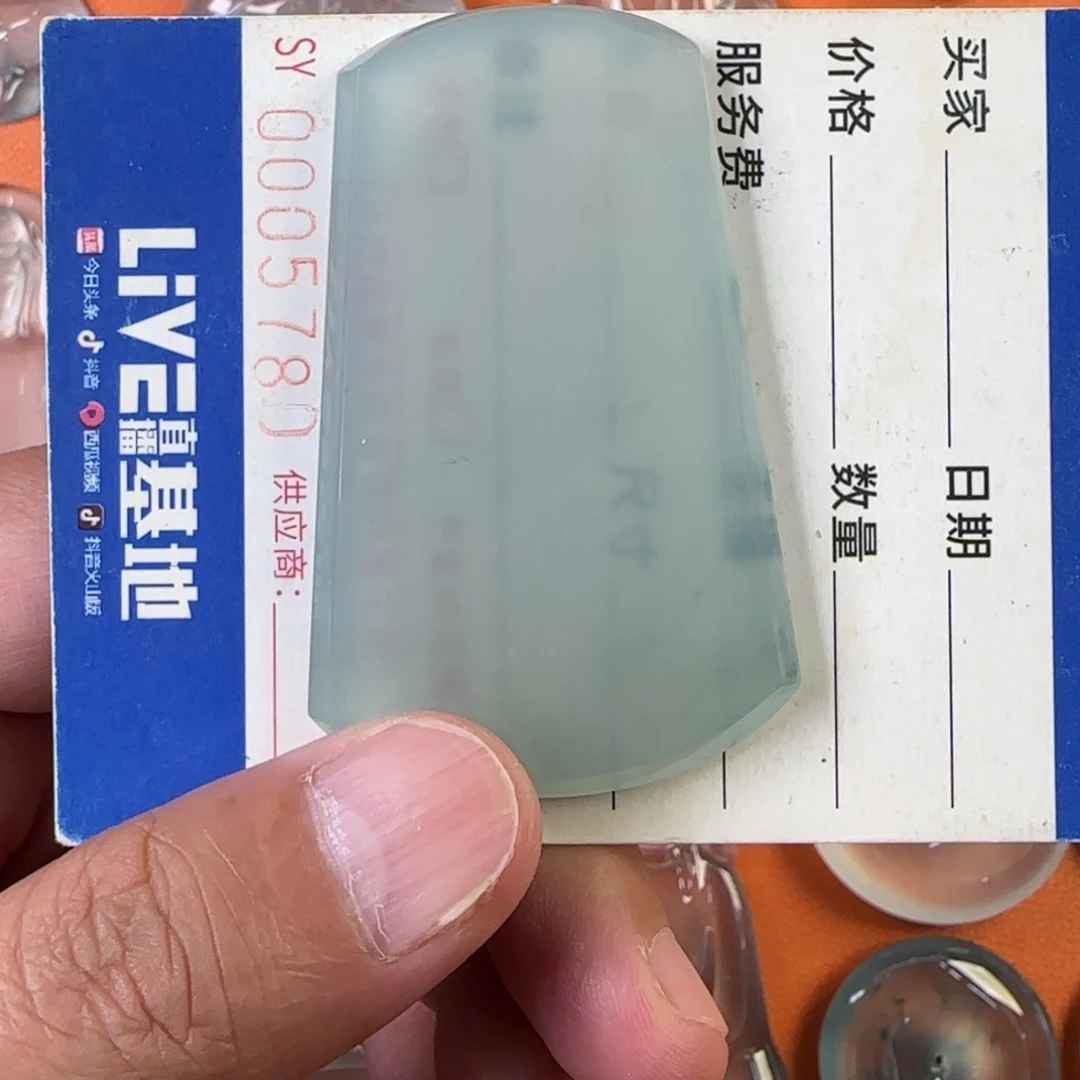 买家 日期
价格 数量
服务费
尺寸
SY 0005780 供应商:
LiVE直播基地
今日头条 抖音 西瓜视频 抖音火山版